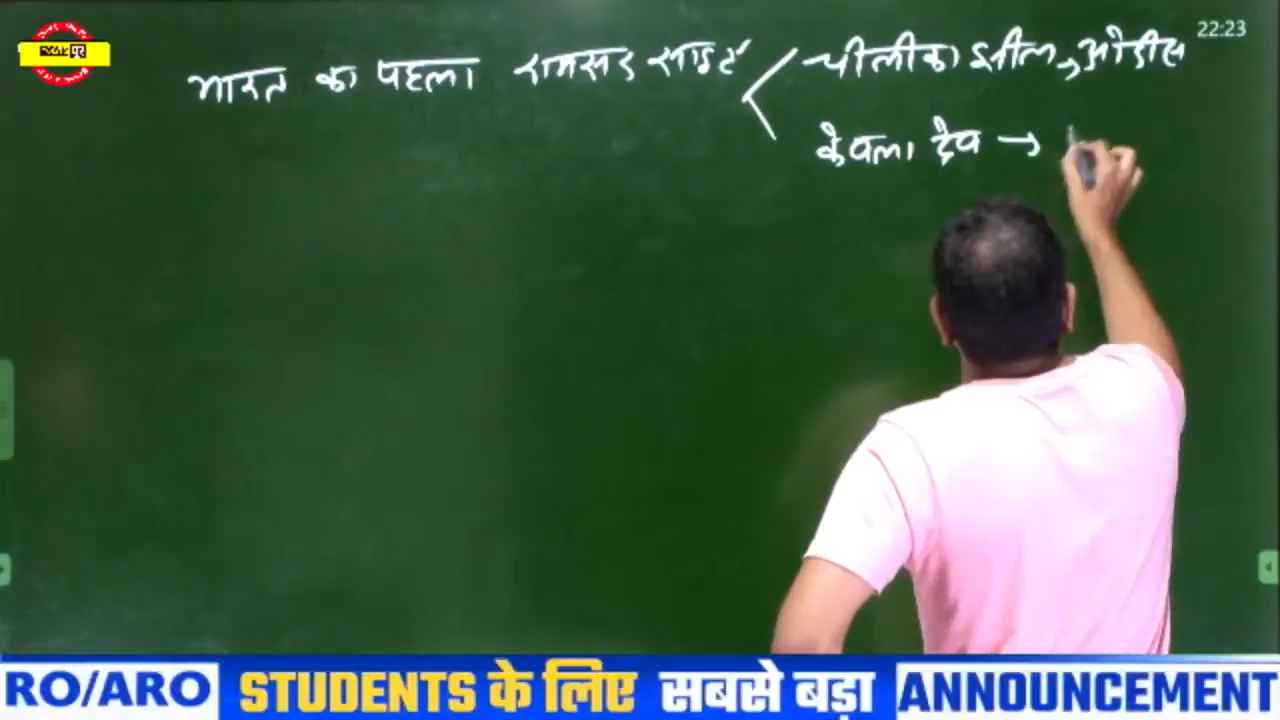 22:23
भारत का पहला रामसर साइट चीलीका झील, ओडीस
केवला देव →
RO/ARO STUDENTS के लिए सबसे बड़ा ANNOUNCEMENT